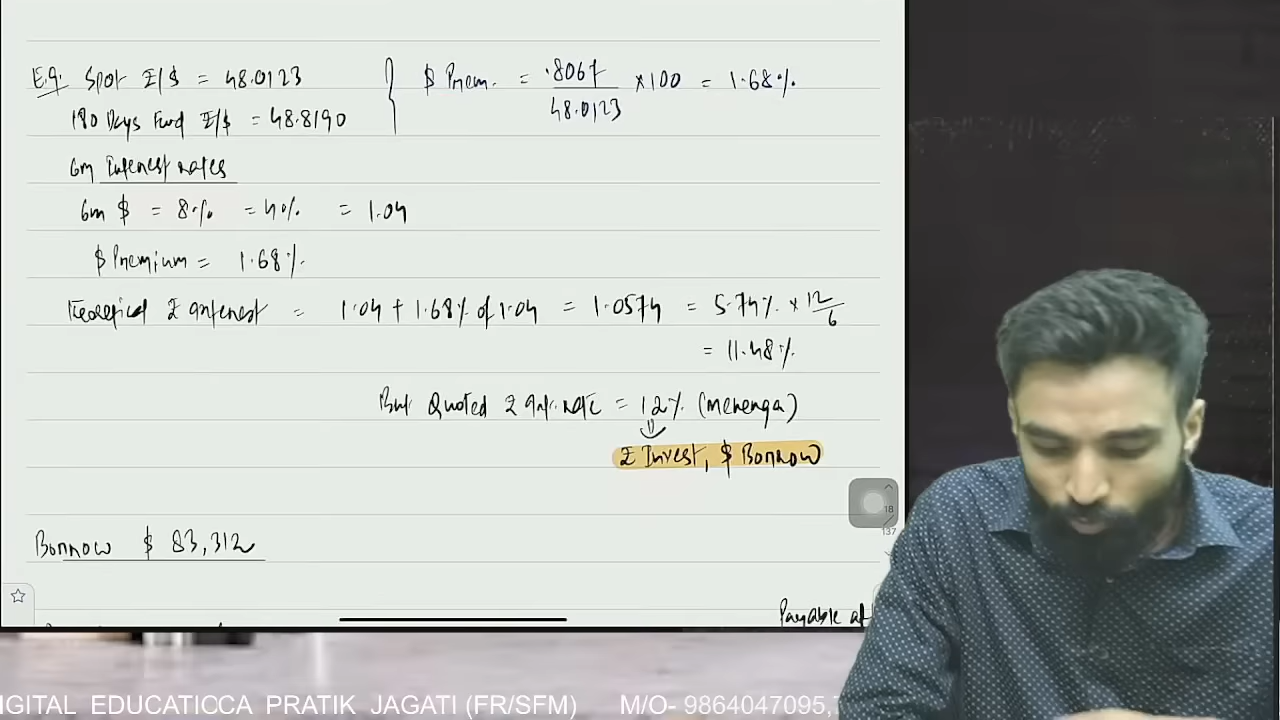 E.g. Spot ₹/$ = 48.0123
180 Days Fwd ₹/$ = 48.8190
$ Prem. = .8067 / 48.0123 ×100 = 1.68%
6m Interest rates
6m $ = 8% = 4% = 1.04
$ Premium = 1.68%
₹ Interest = 1.04 + 1.68% of 1.04 = 1.0574 = 5.74% × 12/6
= 11.48%
But Quoted ₹ Int. rate = 12% (Mehenga)
₹ Invest, $ Borrow
18
137
Borrow $ 83,312
Payable af
IGITAL EDUCATICCA PRATIK JAGATI (FR/SFM) M/O- 9864047095,